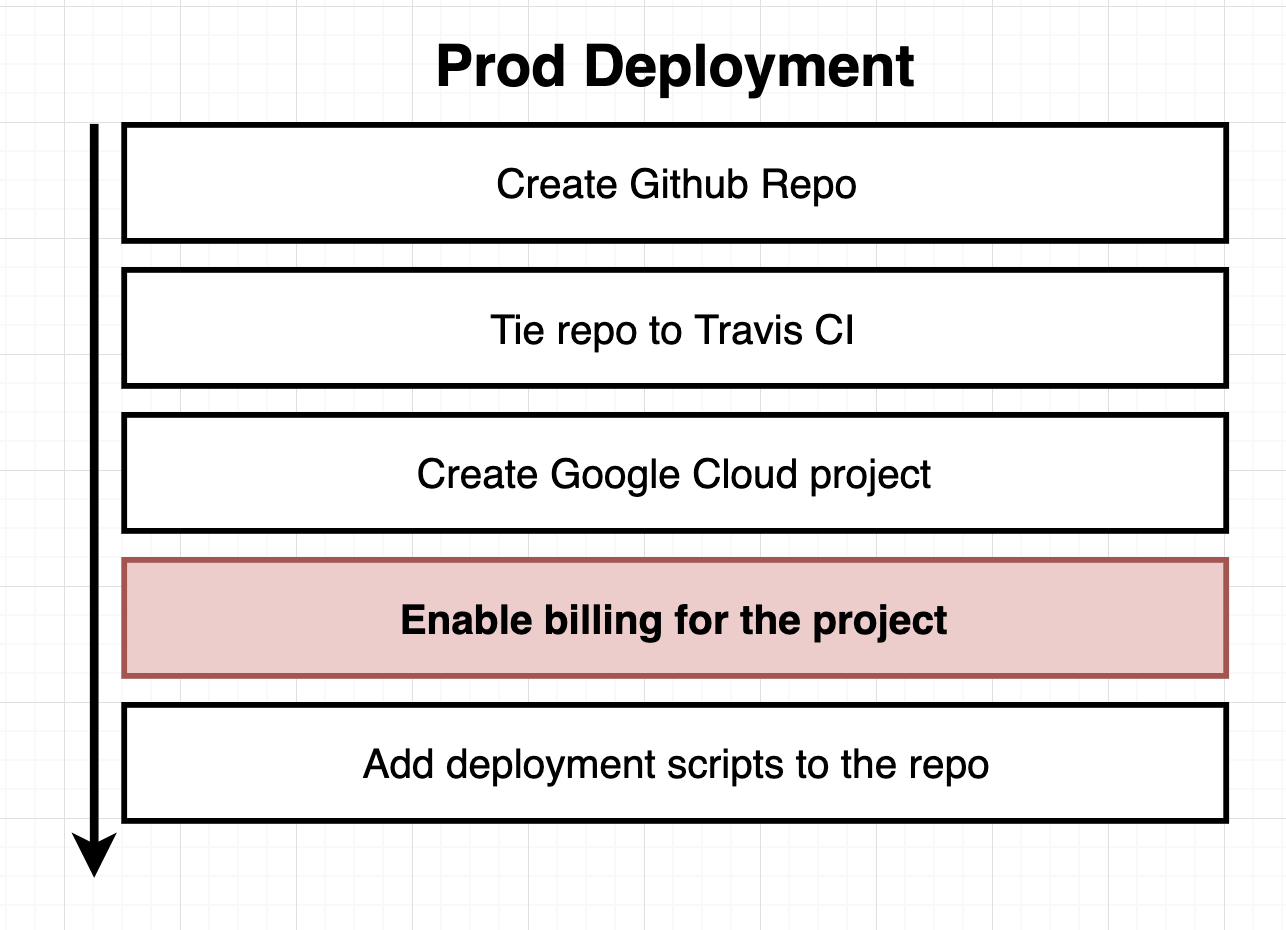 Prod Deployment
Create Github Repo
Tie repo to Travis CI
Create Google Cloud project
Enable billing for the project
Add deployment scripts to the repo